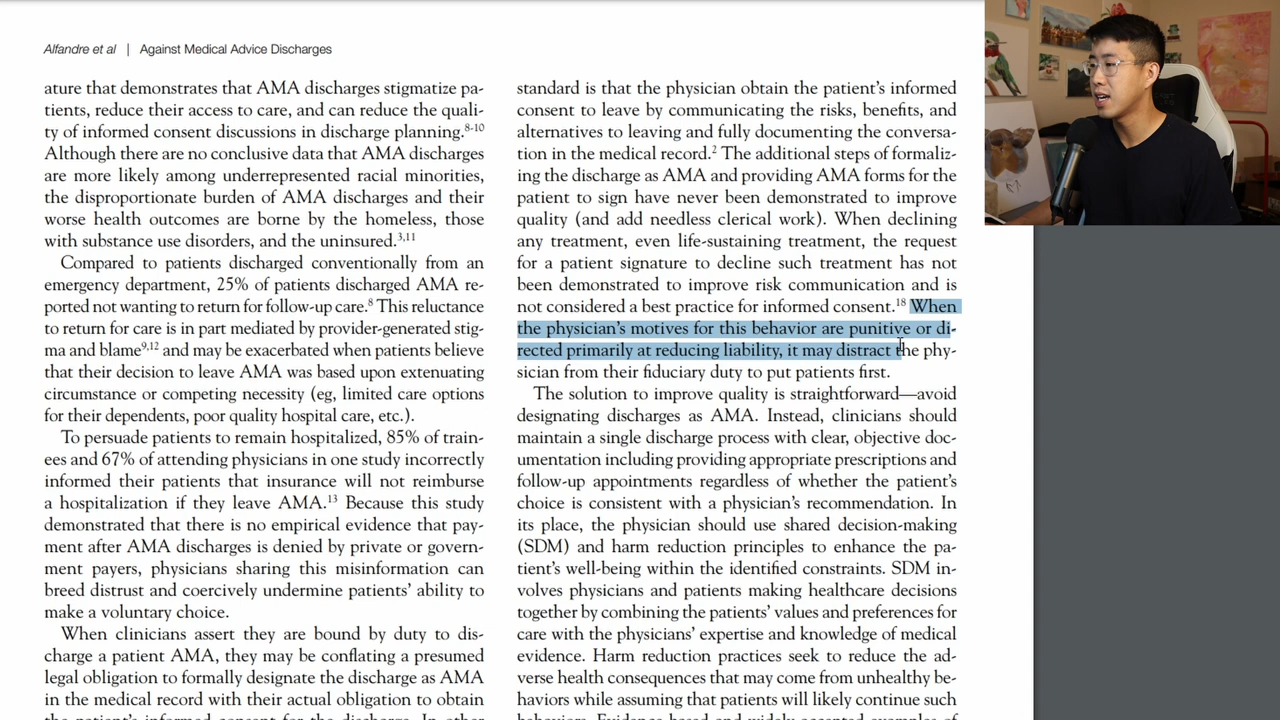 Alfandre et al | Against Medical Advice Discharges
ature that demonstrates that AMA discharges stigmatize pa-
tients, reduce their access to care, and can reduce the quali-
ty of informed consent discussions in discharge planning.8-10
Although there are no conclusive data that AMA discharges
are more likely among underrepresented racial minorities,
the disproportionate burden of AMA discharges and their
worse health outcomes are borne by the homeless, those
with substance use disorders, and the uninsured.3,11
Compared to patients discharged conventionally from an
emergency department, 25% of patients discharged AMA re-
ported not wanting to return for follow-up care.8 This reluctance
to return for care is in part mediated by provider-generated stig-
ma and blame9,12 and may be exacerbated when patients believe
that their decision to leave AMA was based upon extenuating
circumstance or competing necessity (eg, limited care options
for their dependents, poor quality hospital care, etc.).
To persuade patients to remain hospitalized, 85% of train-
ees and 67% of attending physicians in one study incorrectly
informed their patients that insurance will not reimburse
a hospitalization if they leave AMA.13 Because this study
demonstrated that there is no empirical evidence that pay-
ment after AMA discharges is denied by private or govern-
ment payers, physicians sharing this misinformation can
breed distrust and coercively undermine patients' ability to
make a voluntary choice.
When clinicians assert they are bound by duty to dis-
charge a patient AMA, they may be conflating a presumed
legal obligation to formally designate the discharge as AMA
in the medical record with their actual obligation to obtain
the patient's informed consent for the discharge. In other
standard is that the physician obtain the patient's informed
consent to leave by communicating the risks, benefits, and
alternatives to leaving and fully documenting the conversa-
tion in the medical record.2 The additional steps of formaliz-
ing the discharge as AMA and providing AMA forms for the
patient to sign have never been demonstrated to improve
quality (and add needless clerical work). When declining
any treatment, even life-sustaining treatment, the request
for a patient signature to decline such treatment has not
been demonstrated to improve risk communication and is
not considered a best practice for informed consent.18 When
the physician's motives for this behavior are punitive or di-
rected primarily at reducing liability, it may distract the phy-
sician from their fiduciary duty to put patients first.
The solution to improve quality is straightforward—avoid
designating discharges as AMA. Instead, clinicians should
maintain a single discharge process with clear, objective doc-
umentation including providing appropriate prescriptions and
follow-up appointments regardless of whether the patient's
choice is consistent with a physician's recommendation. In
its place, the physician should use shared decision-making
(SDM) and harm reduction principles to enhance the pa-
tient's well-being within the identified constraints. SDM in-
volves physicians and patients making healthcare decisions
together by combining the patients' values and preferences for
care with the physicians' expertise and knowledge of medical
evidence. Harm reduction practices seek to reduce the ad-
verse health consequences that may come from unhealthy be-
haviors while assuming that patients will likely continue such
behaviors. Evidence-based and widely accepted examples of